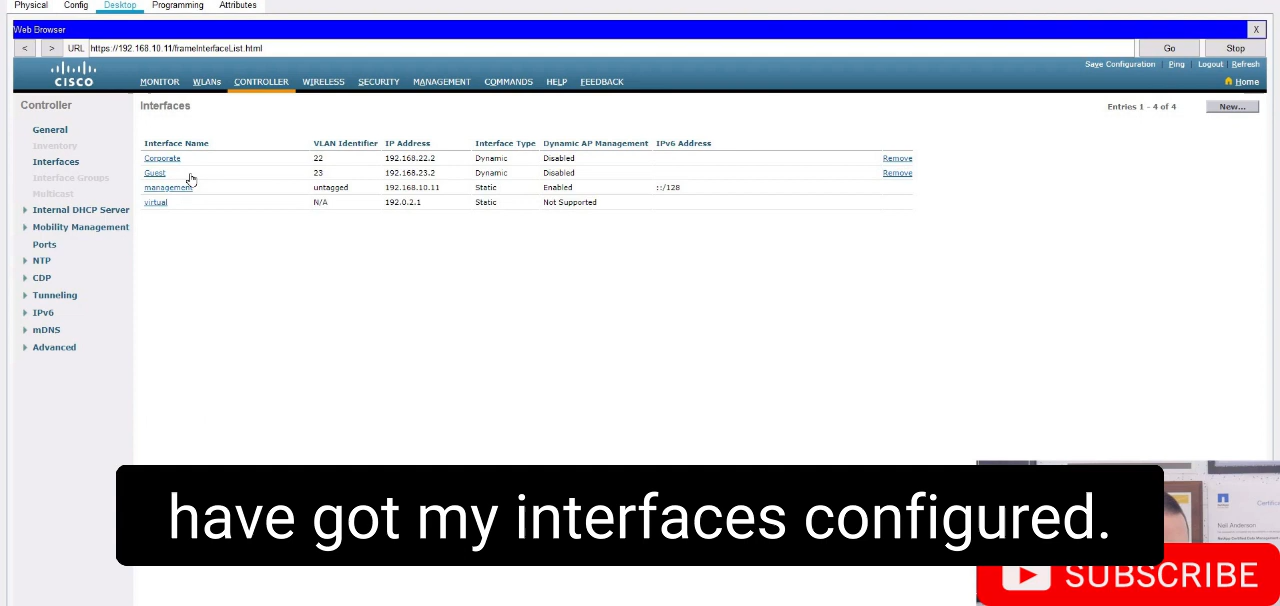 Physical Config Desktop Programming Attributes
Web Browser X
< > URL https://192.168.10.11/frameInterfaceList.html Go Stop
Save Configuration Ping Logout Refresh
CISCO MONITOR WLANs CONTROLLER WIRELESS SECURITY MANAGEMENT COMMANDS HELP FEEDBACK Home
Controller Interfaces Entries 1 - 4 of 4 New...
General
Inventory
Interfaces
Interface Groups
Multicast
Internal DHCP Server
Mobility Management
Ports
NTP
CDP
Tunneling
IPv6
mDNS
Advanced
Interface Name VLAN Identifier IP Address Interface Type Dynamic AP Management IPv6 Address
Corporate 22 192.168.22.2 Dynamic Disabled Remove
Guest 23 192.168.23.2 Dynamic Disabled Remove
management untagged 192.168.10.11 Static Enabled ::/128
virtual N/A 192.0.2.1 Static Not Supported
have got my interfaces configured.
Neil Anderson
SUBSCRIBE